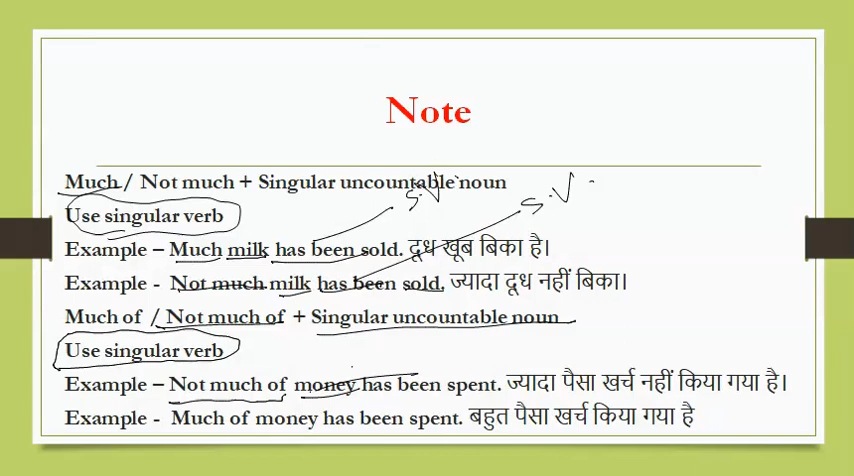 Note
Much / Not much + Singular uncountable noun
S.V
Use singular verb
S.V
Example – Much milk has been sold. दूध खूब बिका है।
Example - Not much milk has been sold. ज्यादा दूध नहीं बिका।
Much of / Not much of + Singular uncountable noun
Use singular verb
Example – Not much of money has been spent. ज्यादा पैसा खर्च नहीं किया गया है।
Example - Much of money has been spent. बहुत पैसा खर्च किया गया है